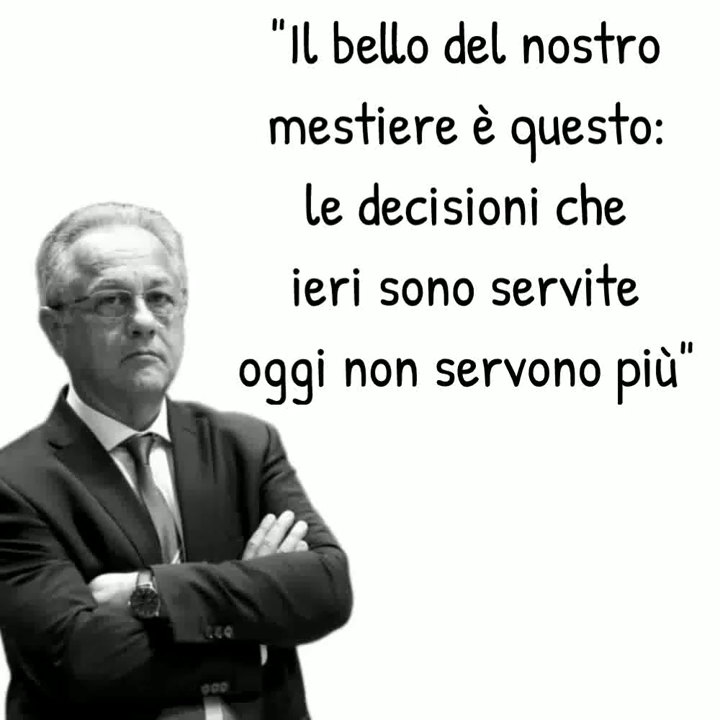 "Il bello del nostro
mestiere è questo:
le decisioni che
ieri sono servite
oggi non servono più"